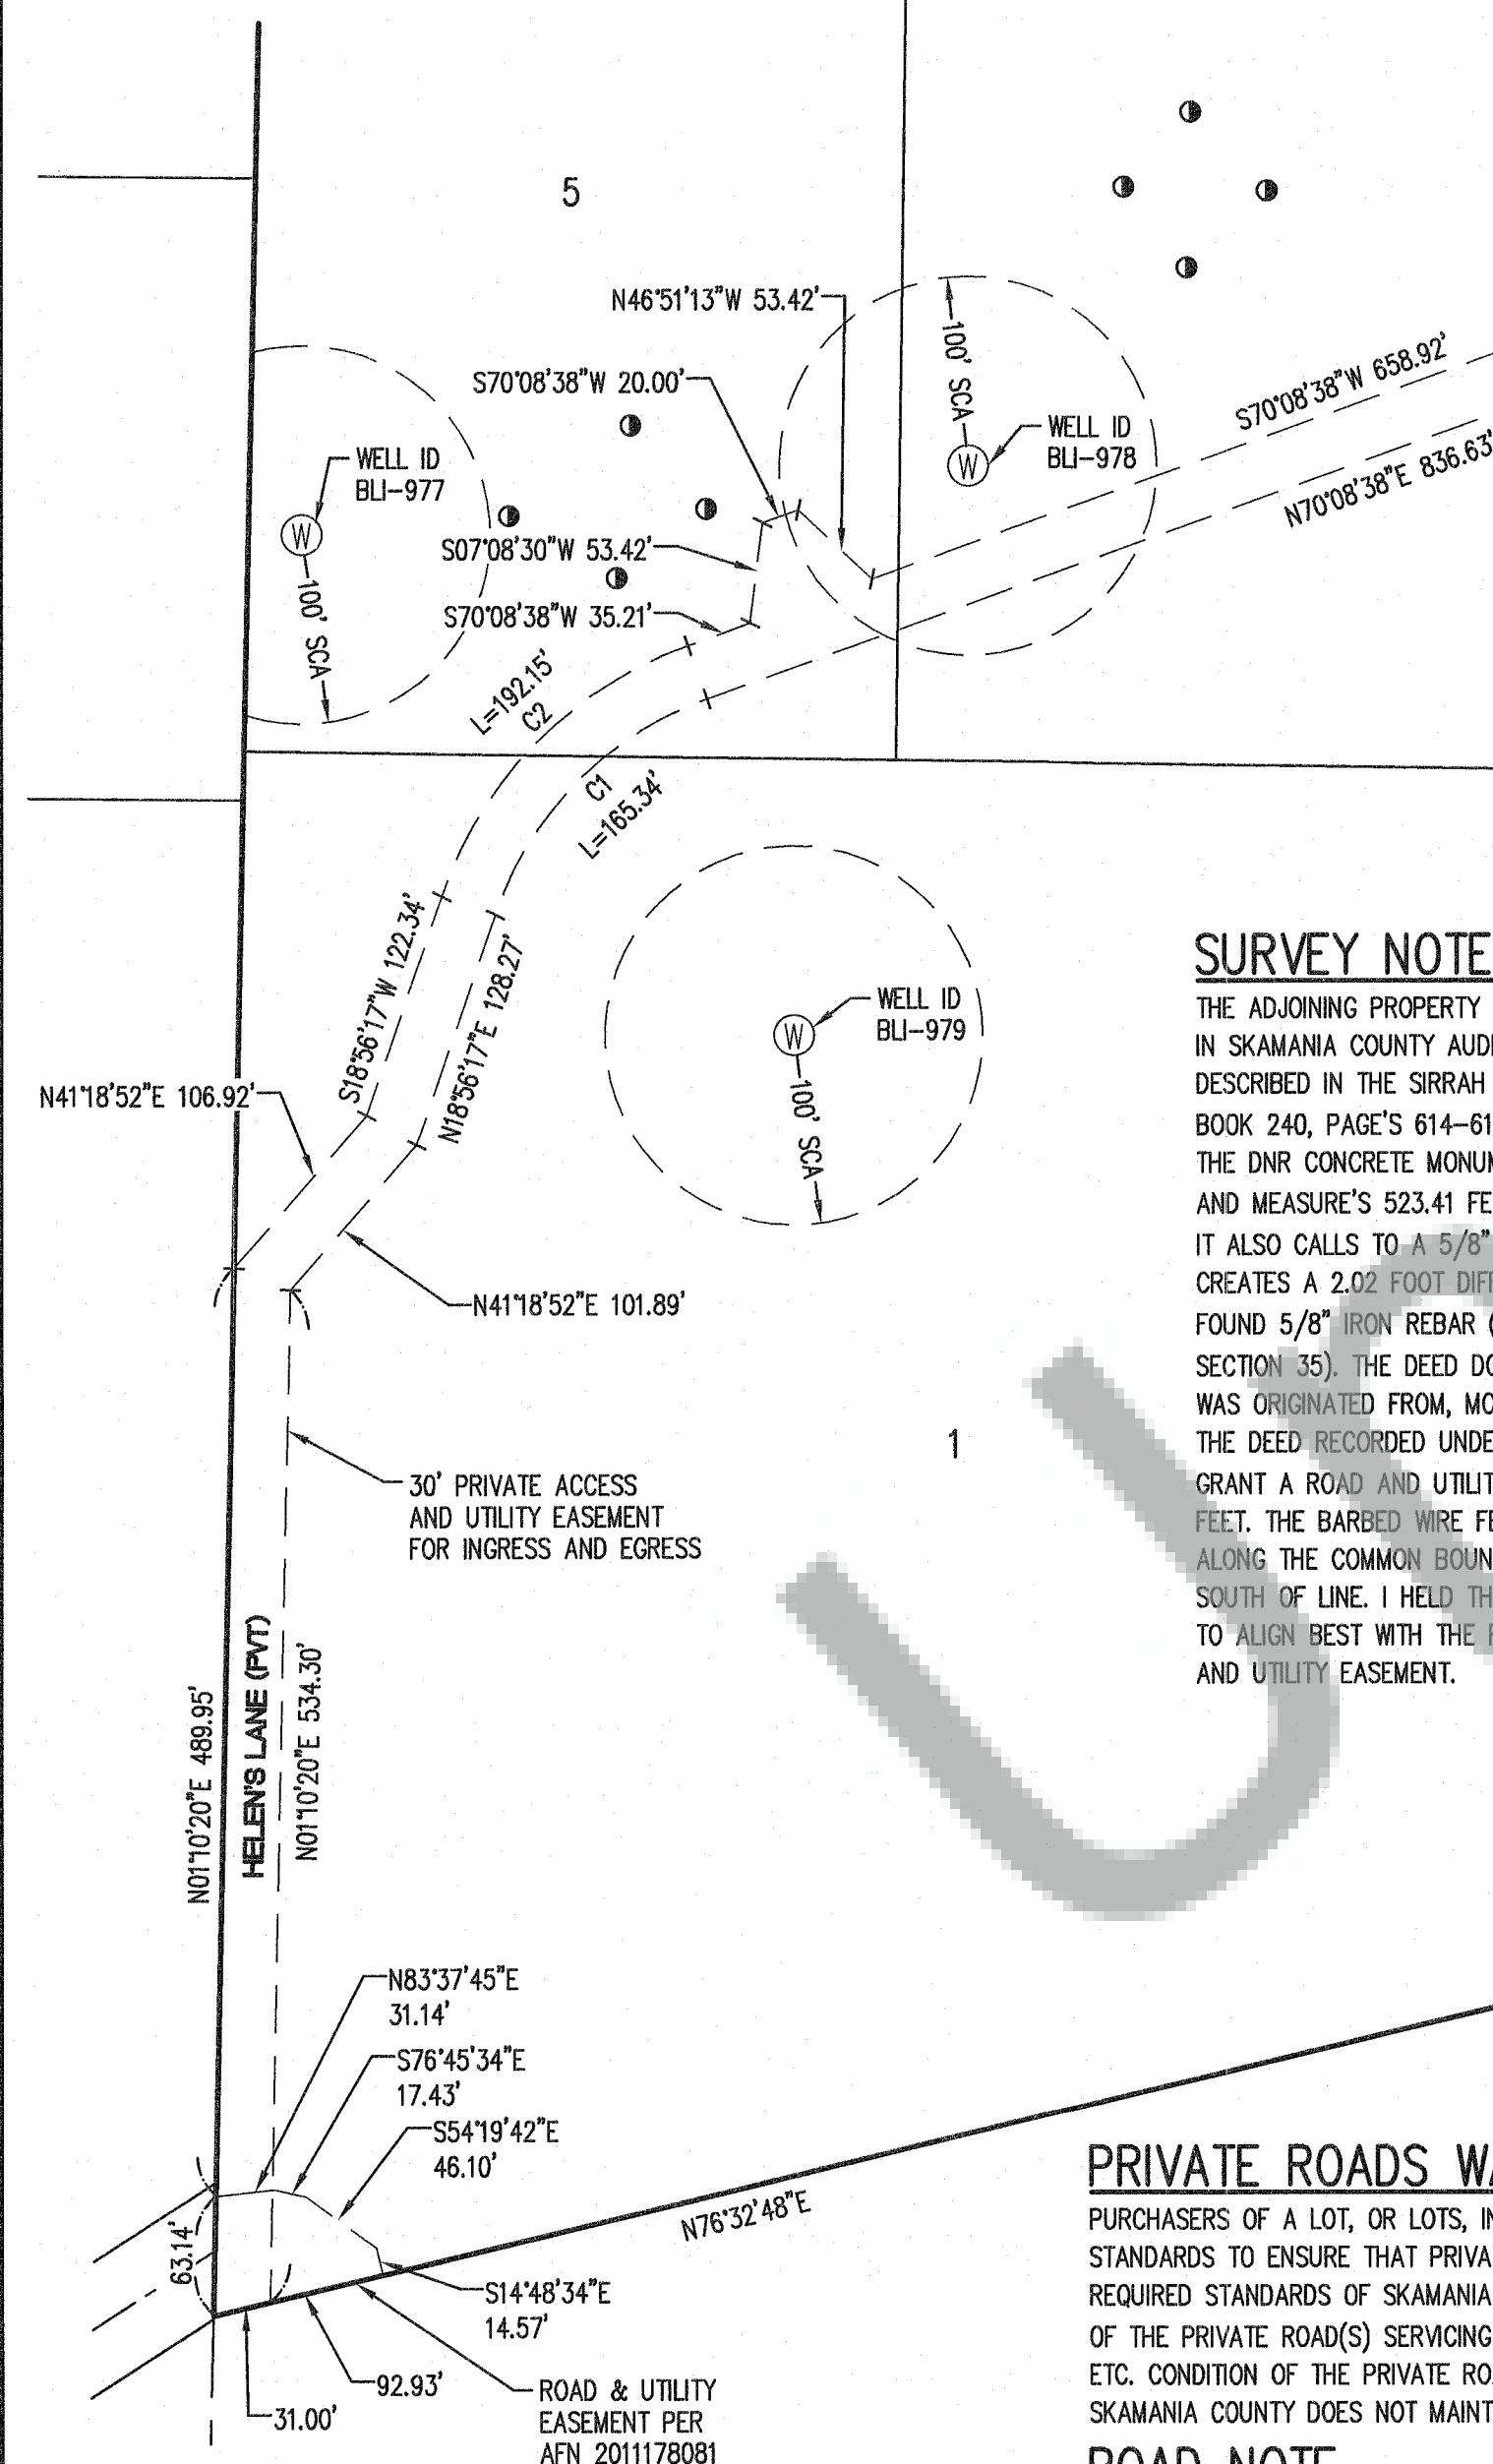 5
N46°51'13"W 53.42'
S70°08'38"W 20.00'
100' SCA
S70°08'38"W 658.92'
WELL ID
BLI-978
W
N70°08'38"E 836.63'
WELL ID
BLI-977
W
100' SCA
S07°08'30"W 53.42'
S70°08'38"W 35.21'
L=192.15'
C2
C1
L=165.34'
S18°56'17"W 122.34'
N18°56'17"E 128.27'
WELL ID
BLI-979
W
100' SCA
N41°18'52"E 106.92'
N41°18'52"E 101.89'
1
30' PRIVATE ACCESS
AND UTILITY EASEMENT
FOR INGRESS AND EGRESS
N01°10'20"E 489.95'
HELEN'S LANE (PVT)
N01°10'20"E 534.30'
SURVEY NOTE
THE ADJOINING PROPERTY
IN SKAMANIA COUNTY AUD
DESCRIBED IN THE SIRRAH
BOOK 240, PAGE'S 614-61
THE DNR CONCRETE MONUM
AND MEASURE'S 523.41 FE
IT ALSO CALLS TO A 5/8"
CREATES A 2.02 FOOT DIFF
FOUND 5/8" IRON REBAR (
SECTION 35). THE DEED DO
WAS ORIGINATED FROM, MO
THE DEED RECORDED UNDE
GRANT A ROAD AND UTILIT
FEET. THE BARBED WIRE FE
ALONG THE COMMON BOUN
SOUTH OF LINE. I HELD TH
TO ALIGN BEST WITH THE
AND UTILITY EASEMENT.
N83°37'45"E
31.14'
S76°45'34"E
17.43'
S54°19'42"E
46.10'
63.14'
N76°32'48"E
S14°48'34"E
14.57'
92.93'
31.00'
ROAD & UTILITY
EASEMENT PER
AFN 2011178081
PRIVATE ROADS WA
PURCHASERS OF A LOT, OR LOTS, IN
STANDARDS TO ENSURE THAT PRIVA
REQUIRED STANDARDS OF SKAMANIA
OF THE PRIVATE ROAD(S) SERVICING
ETC. CONDITION OF THE PRIVATE RO
SKAMANIA COUNTY DOES NOT MAINT
ROAD NOTE